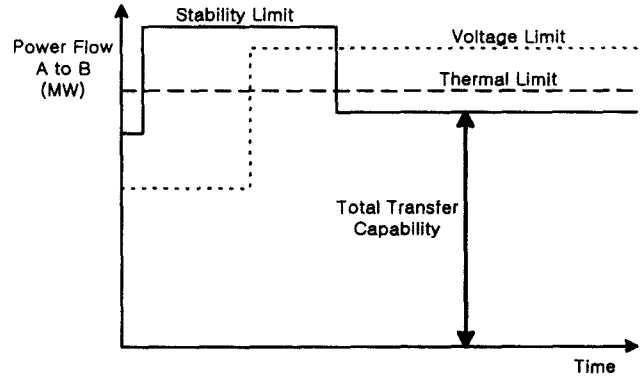 Stability Limit
Power Flow
A to B
(MW)
Voltage Limit
Thermal Limit
Total Transfer
Capability
Time